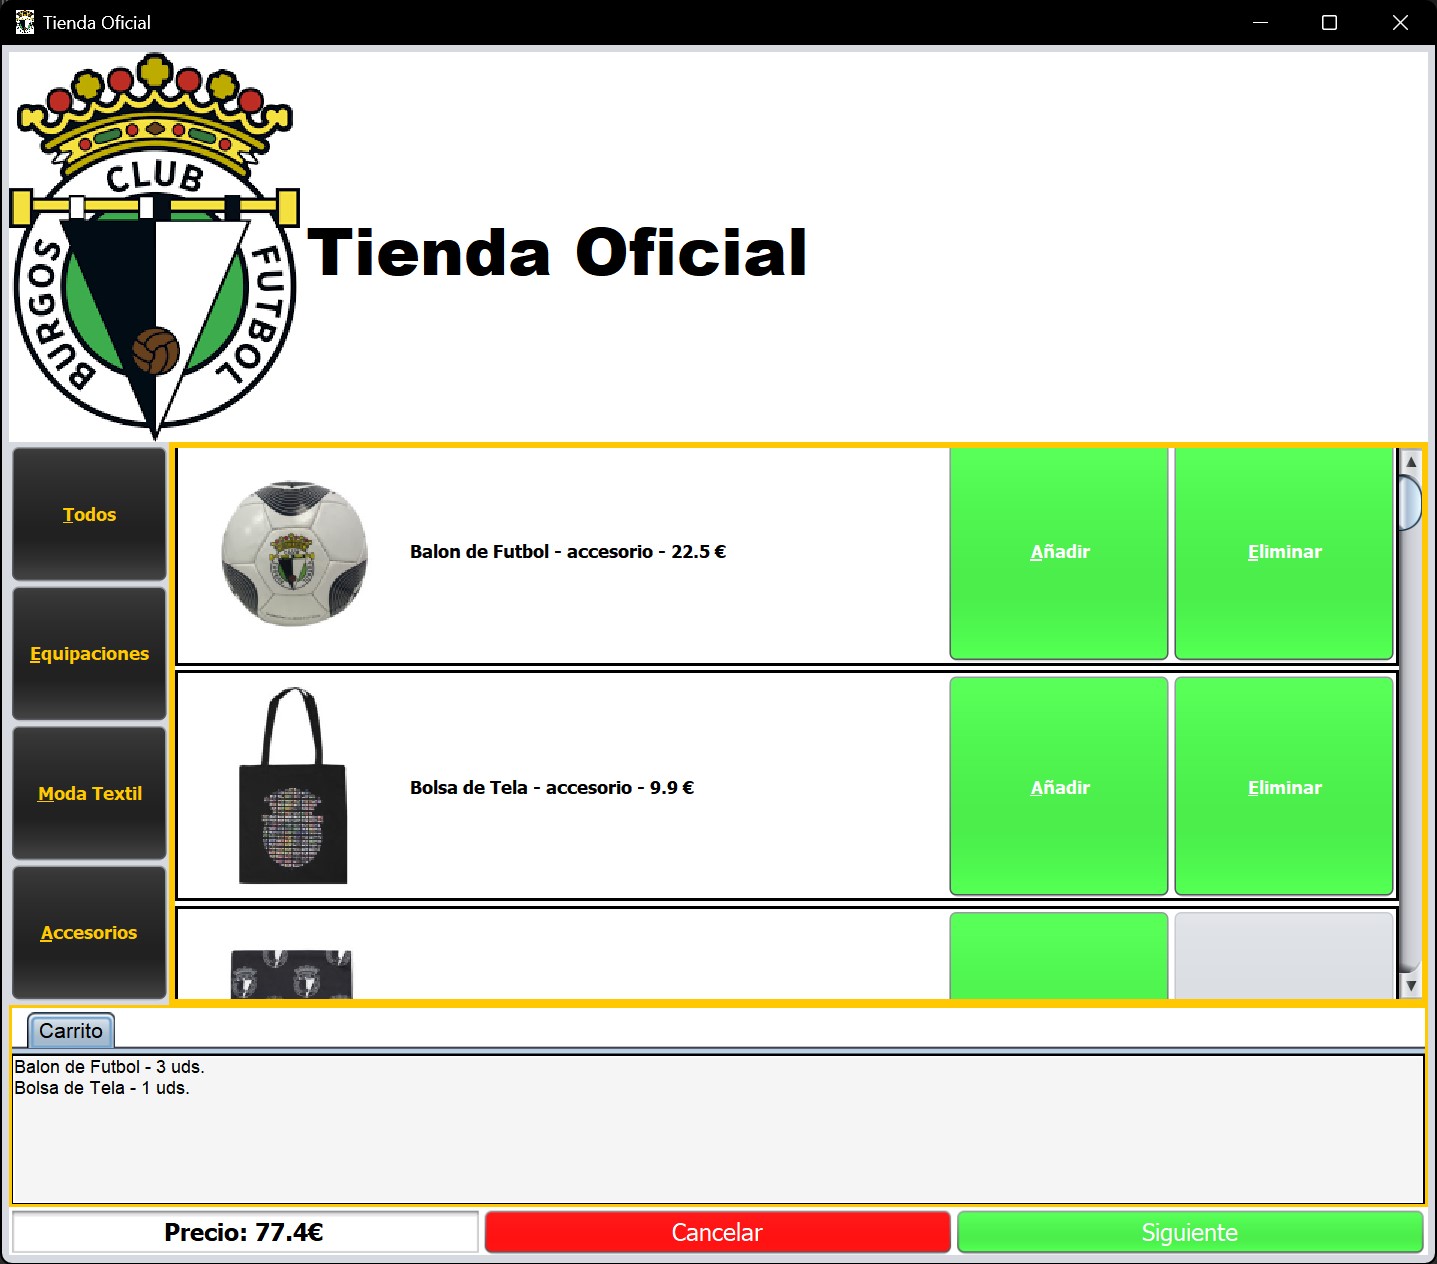 Tienda Oficial
CLUB
BURGOS
FUTBOL
Tienda Oficial
Todos
Equipaciones
Moda Textil
Accesorios
Balon de Futbol - accesorio - 22.5 €
Añadir
Eliminar
Bolsa de Tela - accesorio - 9.9 €
Añadir
Eliminar
Carrito
Balon de Futbol - 3 uds.
Bolsa de Tela - 1 uds.
Precio: 77.4€
Cancelar
Siguiente